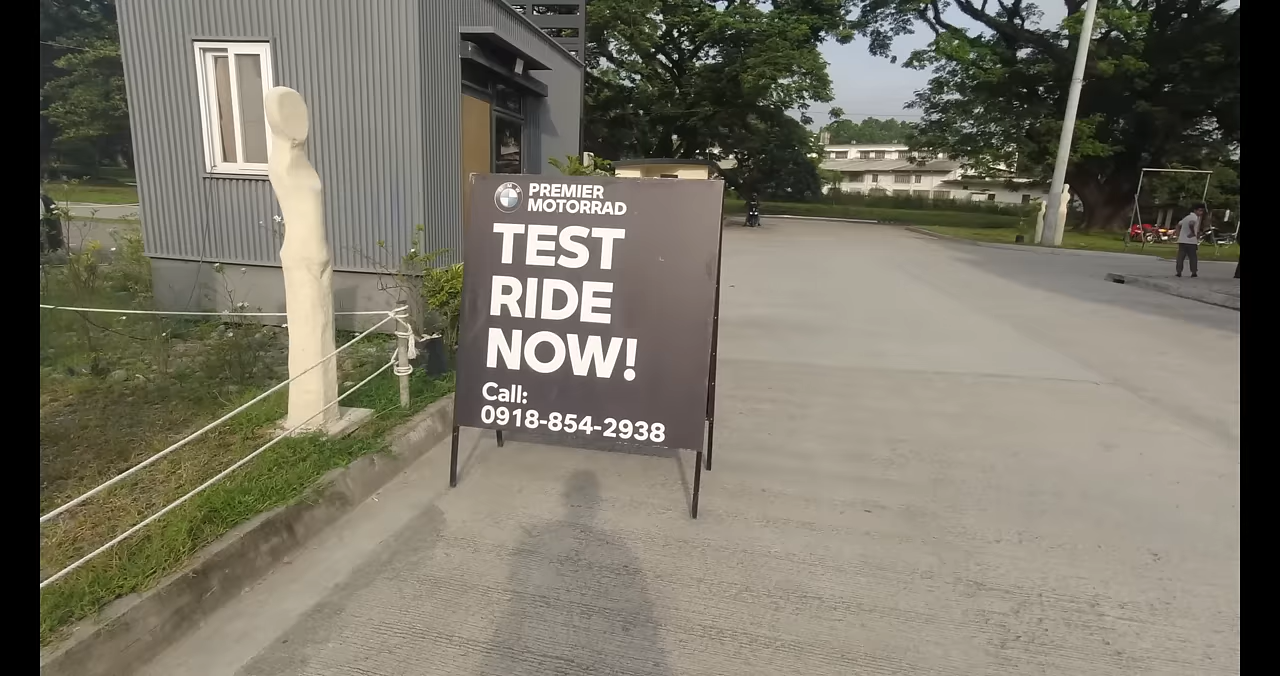 PREMIER
MOTORRAD
TEST
RIDE
NOW!
Call:
0918-854-2938